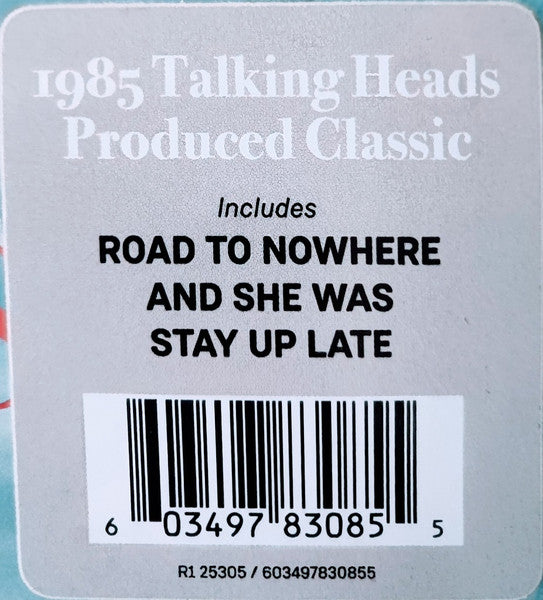 1985 Talking Heads
Produced Classic
Includes
ROAD TO NOWHERE
AND SHE WAS
STAY UP LATE
6 03497 83085 5
R1 25305 / 603497830855